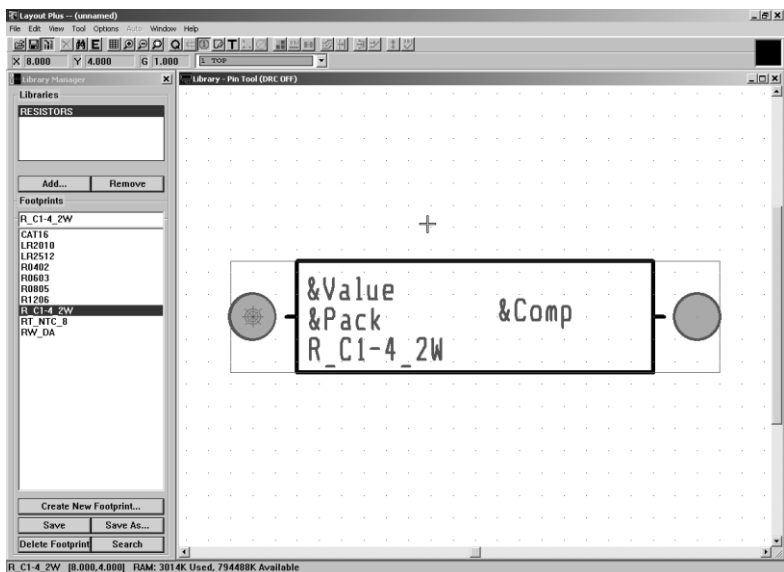 Layout Plus -- (unnamed)
File Edit View Tool Options Auto Window Help
X 8.000 Y 4.000 G 1.000 1 TOP
Library Manager
Libraries
RESISTORS
Add... Remove
Footprints
R_C1-4_2W
CAT16
LR2010
LR2512
R0402
R0603
R0805
R1206
R_C1-4_2W
RT_NTC_8
RW_DA
Create New Footprint...
Save Save As...
Delete Footprint Search
Library - Pin Tool (DRC OFF)
&Value
&Pack
R_C1-4_2W
&Comp
R_C1-4_2W [8.000,4.000] RAM: 3014K Used, 794488K Available